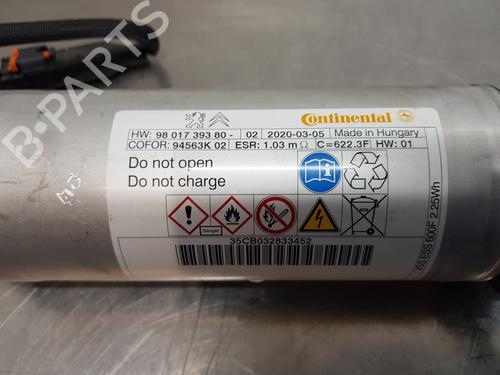 Continental
HW: 98 017 393 80 - 02 2020-03-05 Made in Hungary
COFOR: 94563K 02 ESR: 1.03 mΩ C=622.3F HW: 01
Do not open
Do not charge
Danger
35CB032833452
ESS 600F 2.25Wh
B-PARTS